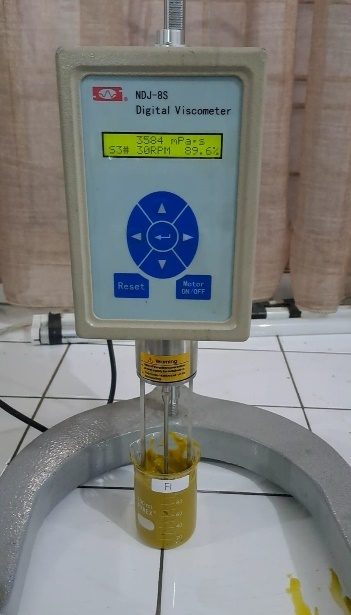 NDJ-8S
Digital Viscometer
3584 mPa·s
S3# 30RPM 89.6%
Reset
Motor
ON/OFF
Warning
F1